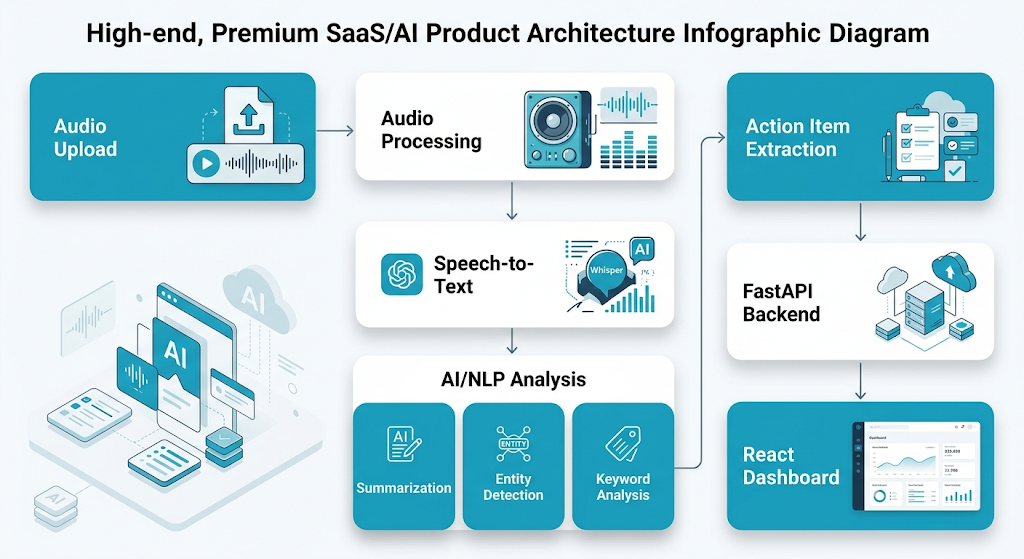 High-end, Premium SaaS/AI Product Architecture Infographic Diagram
Audio
Upload
Audio
Processing
Speech-to-
Text
Whisper
AI
AI/NLP Analysis
AI
Summarization
ENTITY
Entity
Detection
Keyword
Analysis
Action Item
Extraction
FastAPI
Backend
React
Dashboard
Dashboard
AI
AI
AI